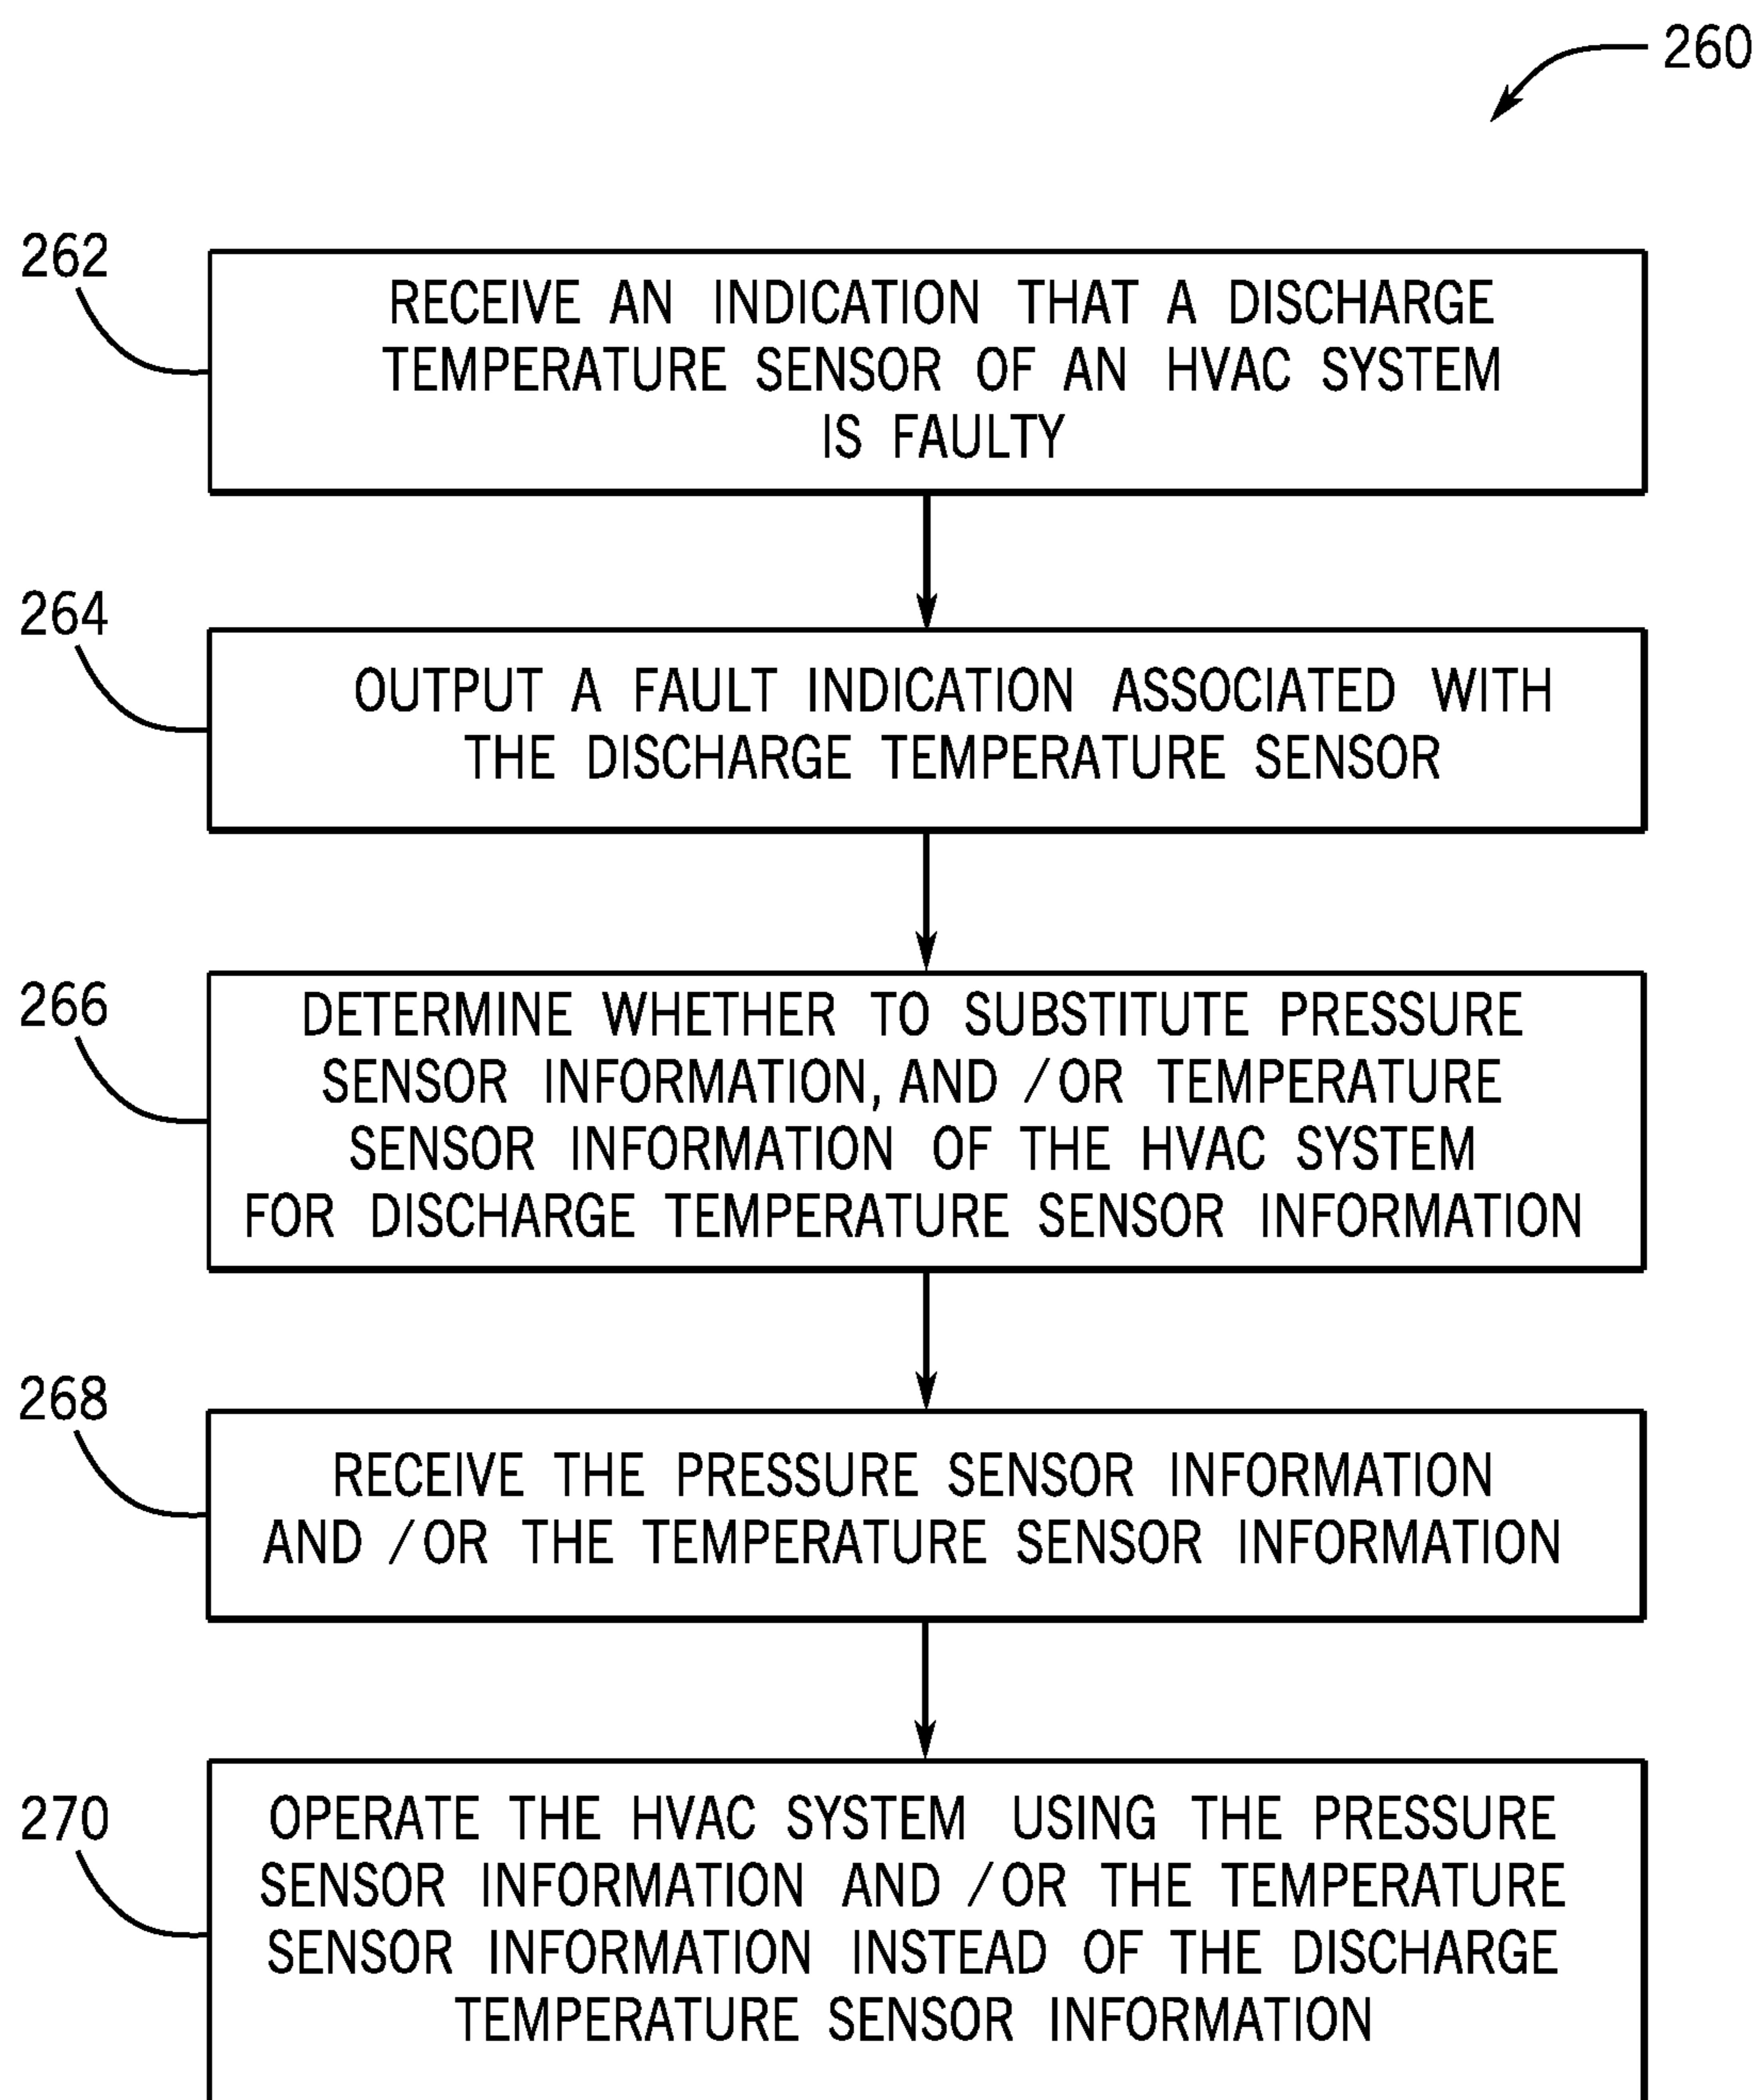 260
262
RECEIVE AN INDICATION THAT A DISCHARGE
TEMPERATURE SENSOR OF AN HVAC SYSTEM
IS FAULTY
264
OUTPUT A FAULT INDICATION ASSOCIATED WITH
THE DISCHARGE TEMPERATURE SENSOR
266
DETERMINE WHETHER TO SUBSTITUTE PRESSURE
SENSOR INFORMATION, AND /OR TEMPERATURE
SENSOR INFORMATION OF THE HVAC SYSTEM
FOR DISCHARGE TEMPERATURE SENSOR INFORMATION
268
RECEIVE THE PRESSURE SENSOR INFORMATION
AND /OR THE TEMPERATURE SENSOR INFORMATION
270
OPERATE THE HVAC SYSTEM USING THE PRESSURE
SENSOR INFORMATION AND /OR THE TEMPERATURE
SENSOR INFORMATION INSTEAD OF THE DISCHARGE
TEMPERATURE SENSOR INFORMATION